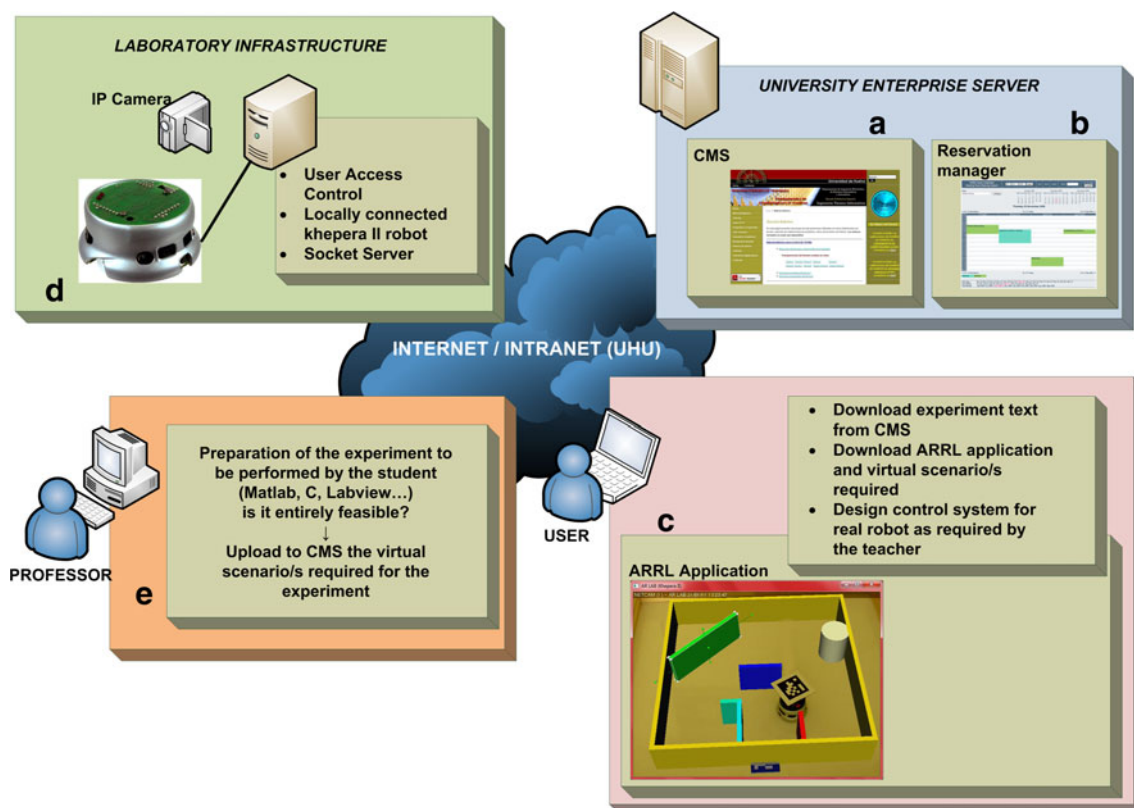 LABORATORY INFRASTRUCTURE
IP Camera
• User Access
Control
• Locally connected
khepera II robot
• Socket Server
d
UNIVERSITY ENTERPRISE SERVER
a
CMS
b
Reservation
manager
INTERNET / INTRANET (UHU)
PROFESSOR
Preparation of the experiment to
be performed by the student
(Matlab, C, Labview…)
is it entirely feasible?
↓
Upload to CMS the virtual
scenario/s required for the
experiment
e
USER
• Download experiment text
from CMS
• Download ARRL application
and virtual scenario/s
required
• Design control system for
real robot as required by
the teacher
c
ARRL Application